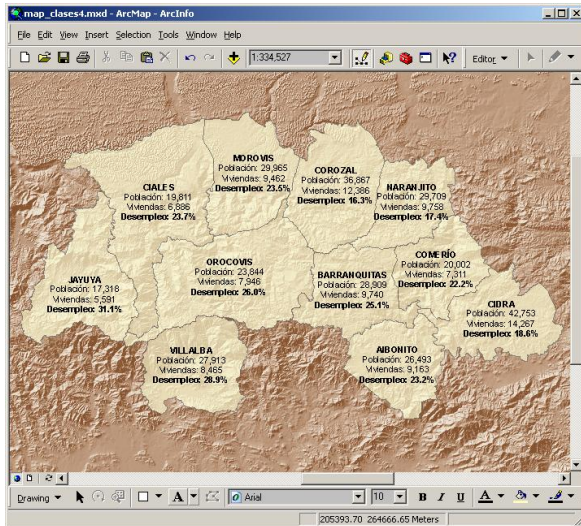 map_clases4.mxd - ArcMap - ArcInfo
File Edit View Insert Selection Tools Window Help
1:334,527
Editor
MOROVIS
Población: 29,965
Viviendas: 9,462
Desempleo: 23.5%
COROZAL
Población: 36,867
Viviendas: 12,386
Desempleo: 16.3%
CIALES
Población: 19,811
Viviendas: 6,886
Desempleo: 23.7%
NARANJITO
Población: 29,709
Viviendas: 9,758
Desempleo: 17.4%
OROCOVIS
Población: 23,844
Viviendas: 7,946
Desempleo: 26.0%
BARRANQUITAS
Población: 28,909
Viviendas: 9,740
Desempleo: 25.1%
COMERÍO
Población: 20,002
Viviendas: 7,311
Desempleo: 22.2%
JAYUYA
Población: 17,318
Viviendas: 5,591
Desempleo: 31.1%
CIDRA
Población: 42,753
Viviendas: 14,267
Desempleo: 18.6%
VILLALBA
Población: 27,913
Viviendas: 8,465
Desempleo: 28.9%
AIBONITO
Población: 26,493
Viviendas: 9,163
Desempleo: 23.2%
Drawing A Arial 10 B I U A
205393.70 264666.65 Meters